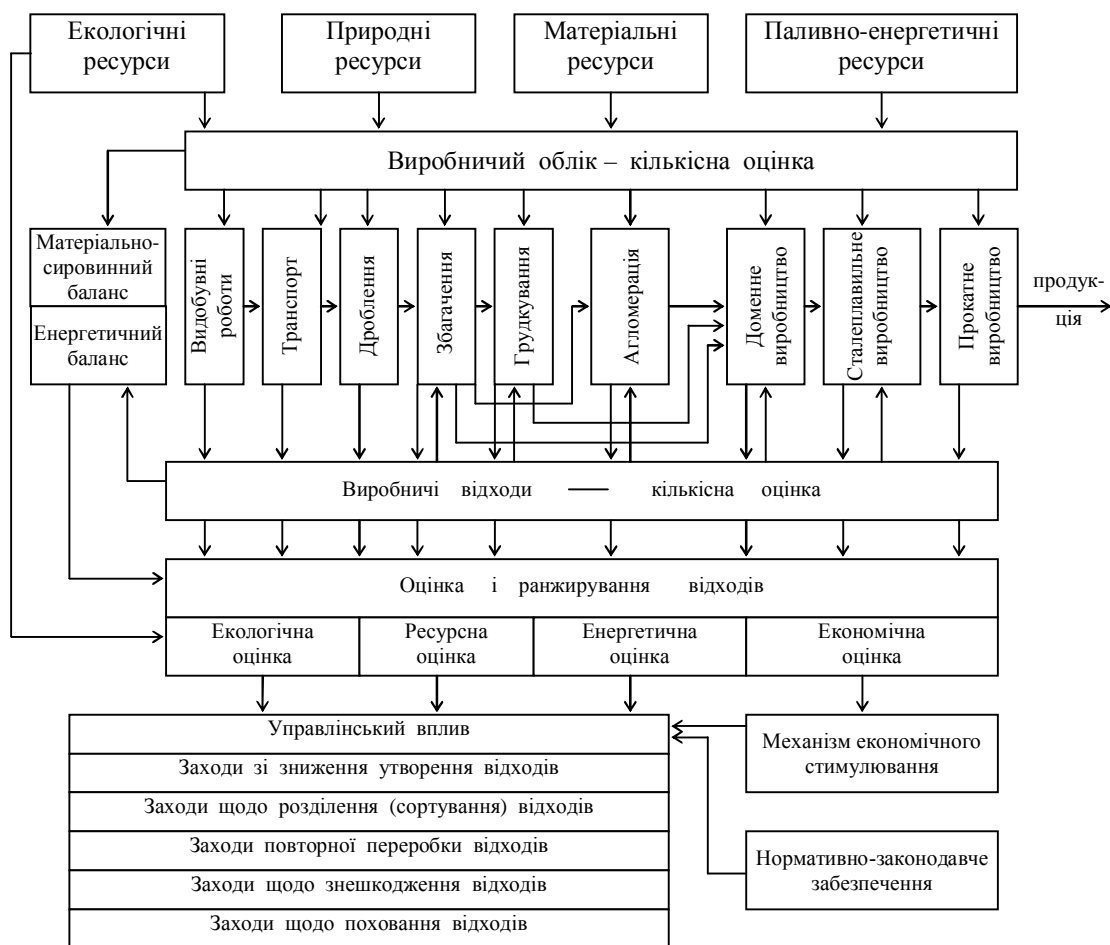 Екологічні
ресурси
Природні
ресурси
Матеріальні
ресурси
Паливно-енергетичні
ресурси
Виробничий облік – кількісна оцінка
Матеріально-
сировинний
баланс
Енергетичний
баланс
Видобувні
роботи
Транспорт
Дроблення
Збагачення
Грудкування
Агломерація
Доменне
виробництво
Сталеплавильне
виробництво
Прокатне
виробництво
продук-
ція
Виробничі відходи — кількісна оцінка
Оцінка і ранжирування відходів
Екологічна
оцінка
Ресурсна
оцінка
Енергетична
оцінка
Економічна
оцінка
Управлінський вплив
Заходи зі зниження утворення відходів
Заходи щодо розділення (сортування) відходів
Заходи повторної переробки відходів
Заходи щодо знешкодження відходів
Заходи щодо поховання відходів
Механізм економічного
стимулювання
Нормативно-законодавче
забезпечення